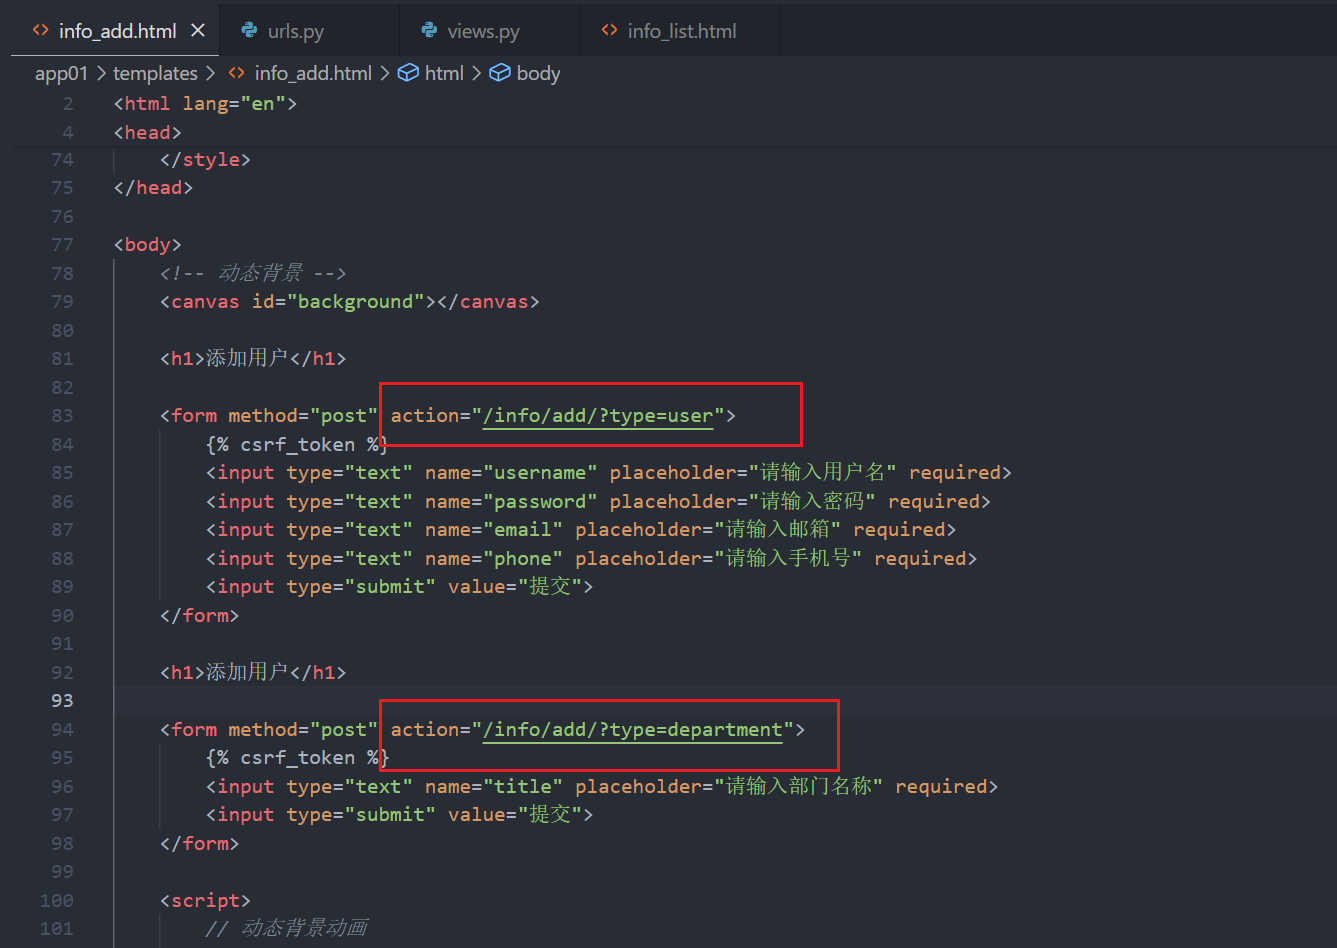 info_add.html urls.py views.py info_list.html
app01 > templates > info_add.html > html > body
2 <html lang="en">
4 <head>
74 </style>
75 </head>
76
77 <body>
78 <!-- 动态背景 -->
79 <canvas id="background"></canvas>
80
81 <h1>添加用户</h1>
82
83 <form method="post" action="/info/add/?type=user">
84 {% csrf_token %}
85 <input type="text" name="username" placeholder="请输入用户名" required>
86 <input type="text" name="password" placeholder="请输入密码" required>
87 <input type="text" name="email" placeholder="请输入邮箱" required>
88 <input type="text" name="phone" placeholder="请输入手机号" required>
89 <input type="submit" value="提交">
90 </form>
91
92 <h1>添加用户</h1>
93
94 <form method="post" action="/info/add/?type=department">
95 {% csrf_token %}
96 <input type="text" name="title" placeholder="请输入部门名称" required>
97 <input type="submit" value="提交">
98 </form>
99
100 <script>
101 // 动态背景动画